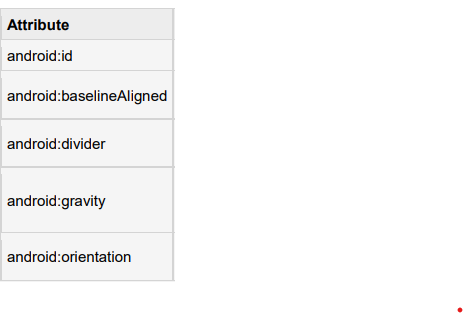 Attribute
android:id
android:baselineAligned
android:divider
android:gravity
android:orientation